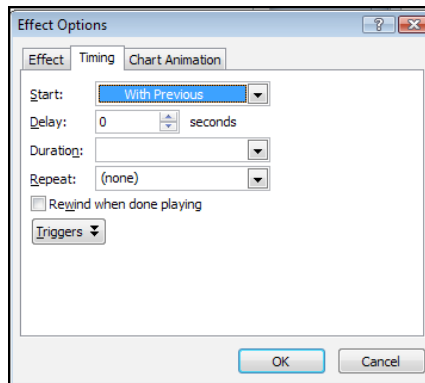 Effect Options
Effect Timing Chart Animation
Start: With Previous
Delay: 0 seconds
Duration:
Repeat: (none)
Rewind when done playing
Triggers
OK Cancel